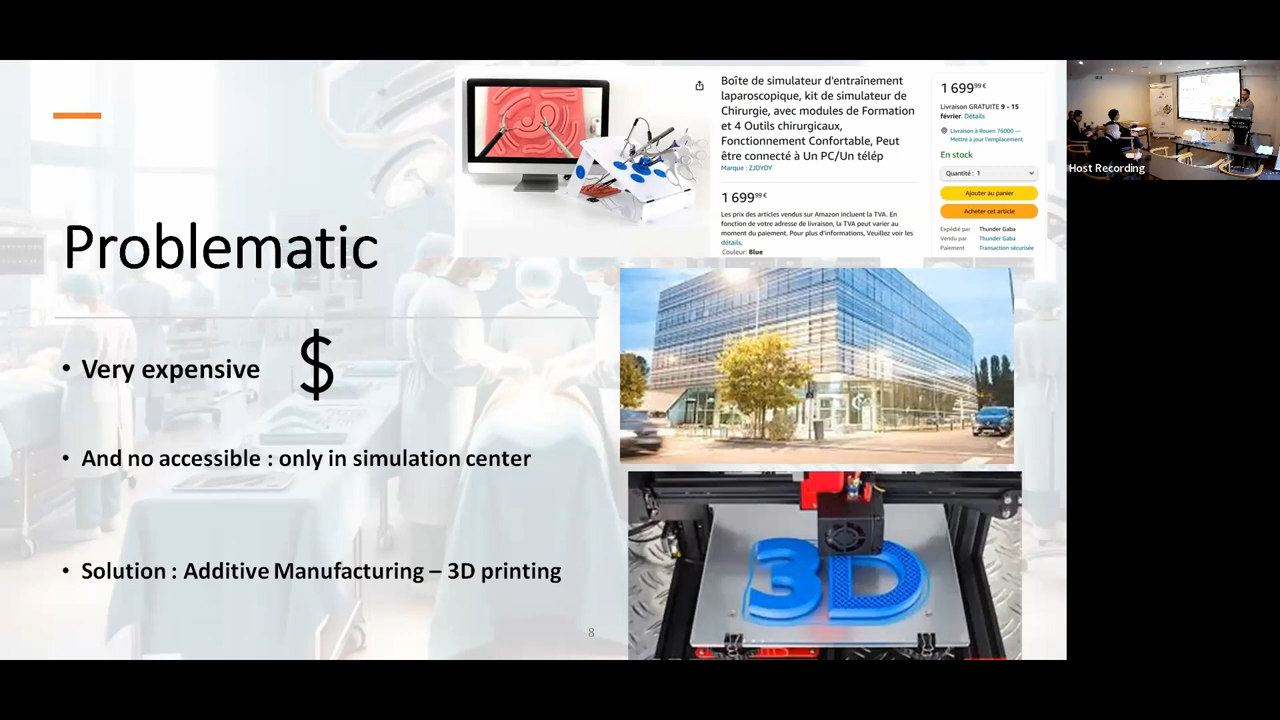 Problematic
• Very expensive $
• And no accessible : only in simulation center
• Solution : Additive Manufacturing – 3D printing
8
Boîte de simulateur d'entraînement
laparoscopique, kit de simulateur de
Chirurgie, avec modules de Formation
et 4 Outils chirurgicaux,
Fonctionnement Confortable, Peut
être connecté à Un PC/Un télép
Marque : ZJDYDY
1 699,99 €
Les prix des articles vendus sur Amazon incluent la TVA. En
fonction de votre adresse de livraison, la TVA peut varier au
moment du paiement. Pour plus d'informations, Veuillez voir les
détails.
Couleur: Blue
1 699,99 €
Livraison GRATUITE 9 - 15
février. Détails
Livraison à Rouen 76000 —
Mettre à jour l'emplacement
En stock
Quantité : 1
Ajouter au panier
Acheter cet article
Expédié par Thunder Gaba
Vendu par Thunder Gaba
Paiement Transaction sécurisée
3D
Host Recording